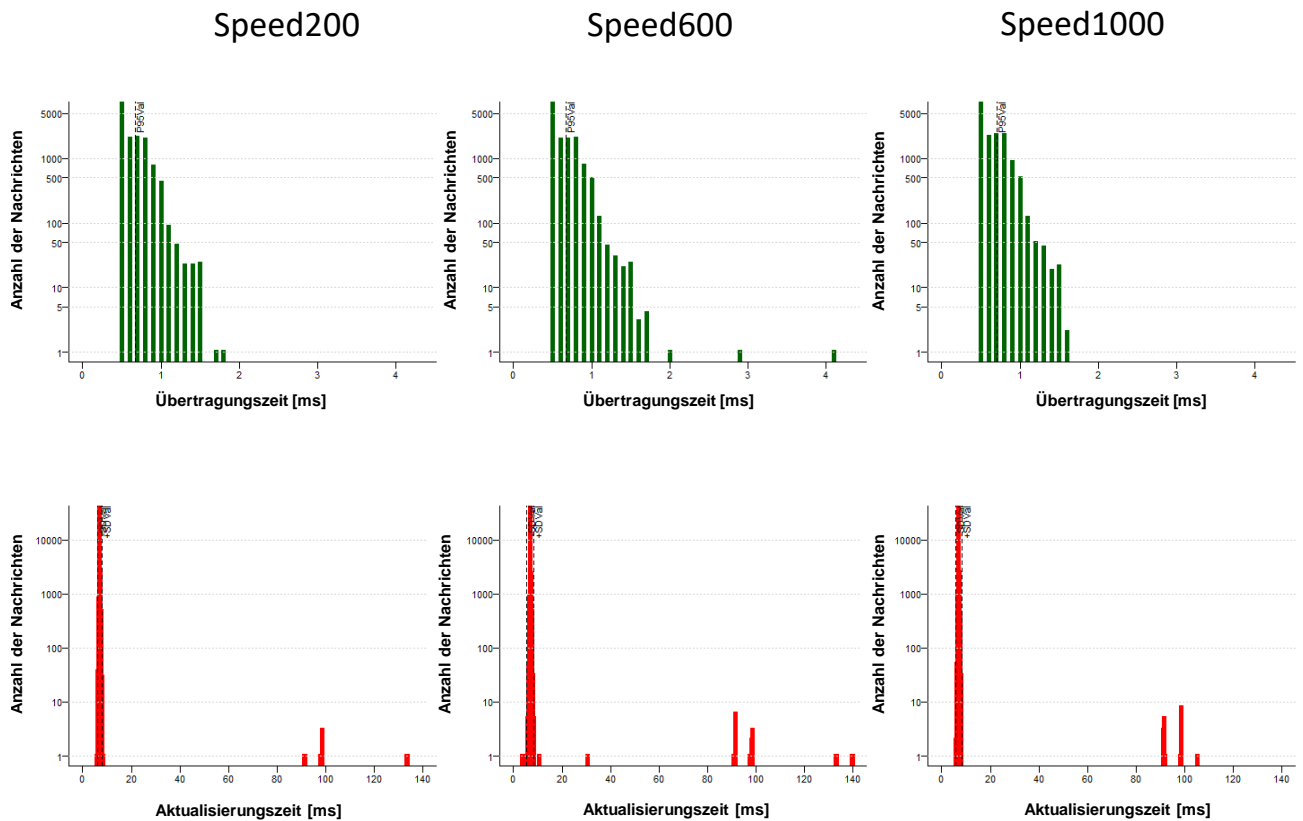 Speed200 Speed600 Speed1000
Anzahl der Nachrichten
5000
1000
500
100
50
10
5
1
P95Val
0 1 2 3 4
Übertragungszeit [ms]
Anzahl der Nachrichten
5000
1000
500
100
50
10
5
1
P95Val
0 1 2 3 4
Übertragungszeit [ms]
Anzahl der Nachrichten
5000
1000
500
100
50
10
5
1
P95Val
0 1 2 3 4
Übertragungszeit [ms]
Anzahl der Nachrichten
10000
1000
100
10
1
+SDVal
0 20 40 60 80 100 120 140
Aktualisierungszeit [ms]
Anzahl der Nachrichten
10000
1000
100
10
1
+SDVal
0 20 40 60 80 100 120 140
Aktualisierungszeit [ms]
Anzahl der Nachrichten
10000
1000
100
10
1
+SDVal
0 20 40 60 80 100 120 140
Aktualisierungszeit [ms]